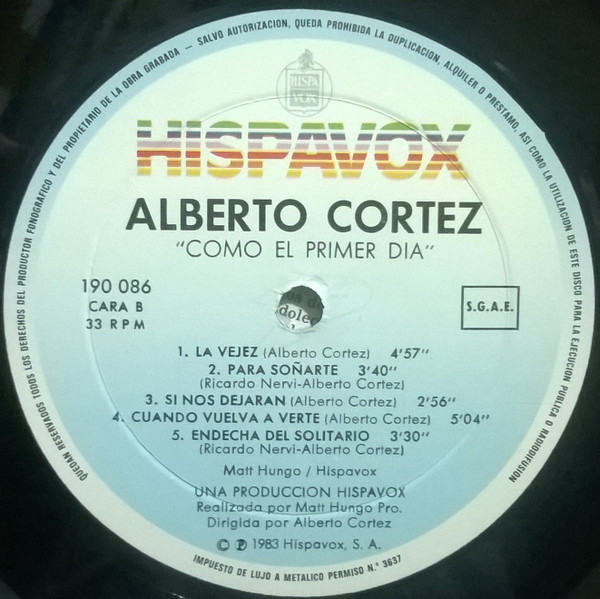 QUEDAN RESERVADOS TODOS LOS DERECHOS DEL PRODUCTOR FONOGRAFICO Y DEL PROPIETARIO DE LA OBRA GRABADA – SALVO AUTORIZACION, QUEDA PROHIBIDA LA DUPLICACION, ALQUILER O PRESTAMO, ASI COMO LA UTILIZACION DE ESTE DISCO PARA LA EJECUCION PUBLICA O RADIODIFUSION
HISPA
VOX
HISPAVOX
ALBERTO CORTEZ
"COMO EL PRIMER DIA"
190 086
CARA B
33 RPM
S.G.A.E.
1. LA VEJEZ (Alberto Cortez) 4'57"
2. PARA SOÑARTE 3'40"
(Ricardo Nervi-Alberto Cortez)
3. SI NOS DEJARAN (Alberto Cortez) 2'56"
4. CUANDO VUELVA A VERTE (Alberto Cortez) 5'04"
5. ENDECHA DEL SOLITARIO 3'30"
(Ricardo Nervi-Alberto Cortez)
Matt Hungo / Hispavox
UNA PRODUCCION HISPAVOX
Realizada por Matt Hungo Pro.
Dirigida por Alberto Cortez
© ℗ 1983 Hispavox, S. A.
IMPUESTO DE LUJO A METALICO PERMISO N.° 3637